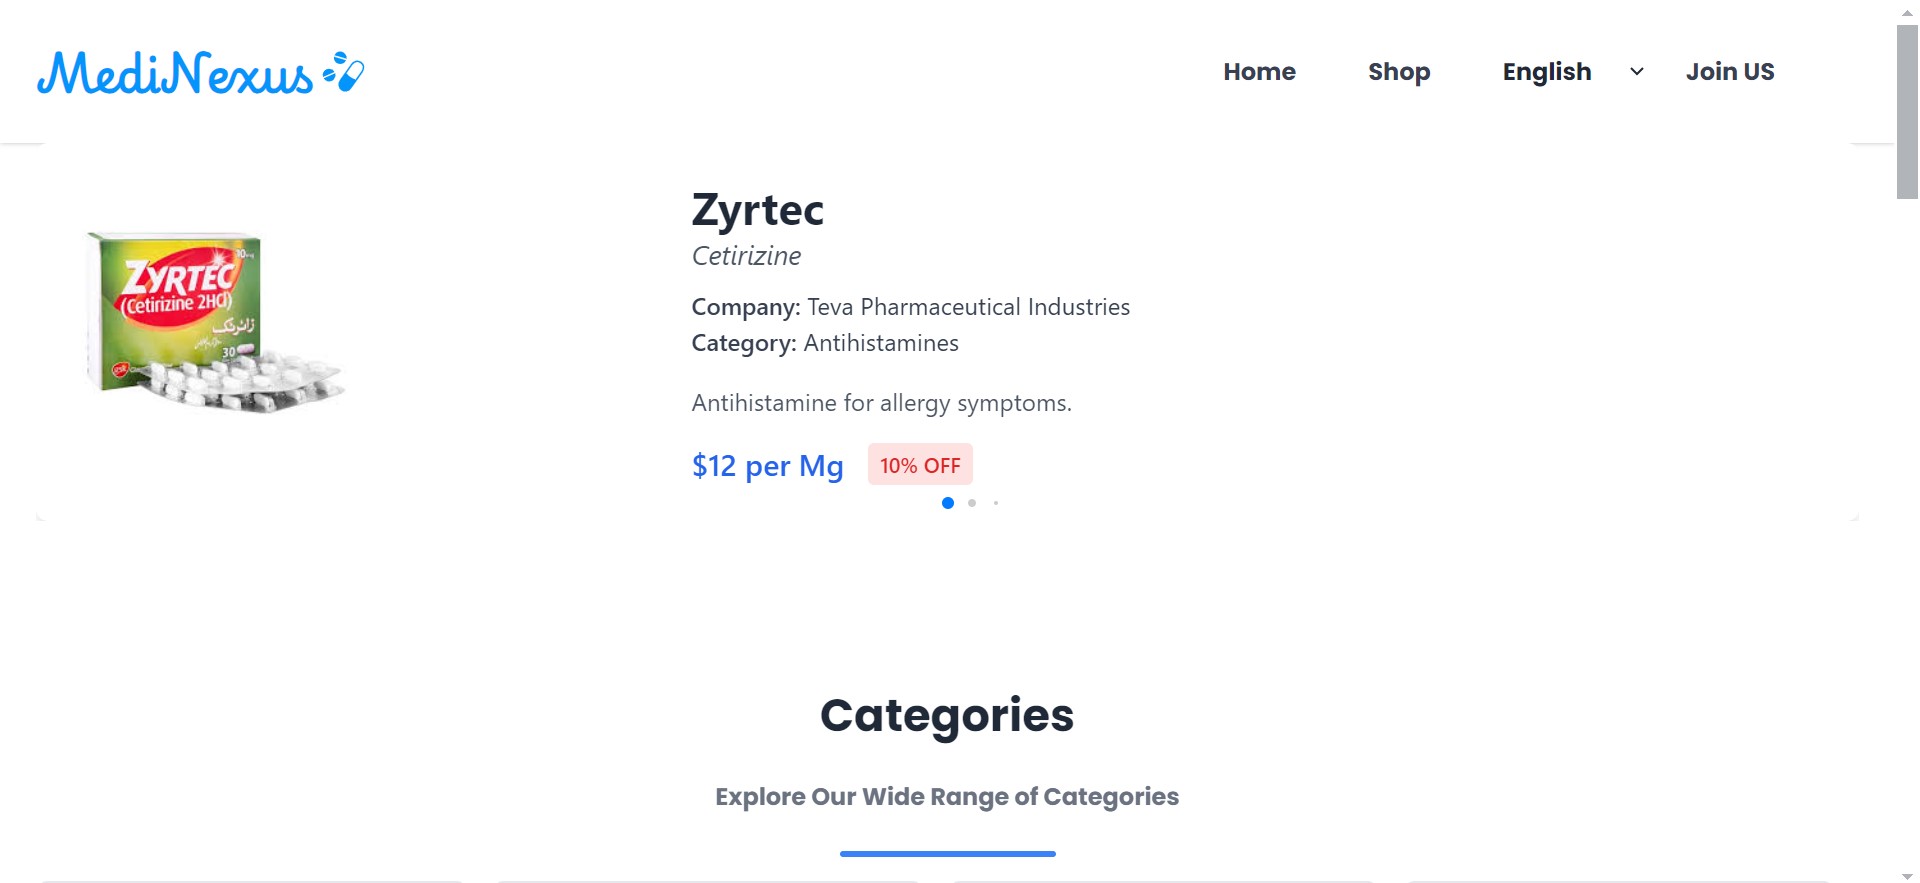 MediNexus
Home
Shop
English
Join US
ZYRTEC
(Cetirizine 2HCl)
زائرٹک
30
Zyrtec
Cetirizine
Company: Teva Pharmaceutical Industries
Category: Antihistamines
Antihistamine for allergy symptoms.
$12 per Mg
10% OFF
Categories
Explore Our Wide Range of Categories